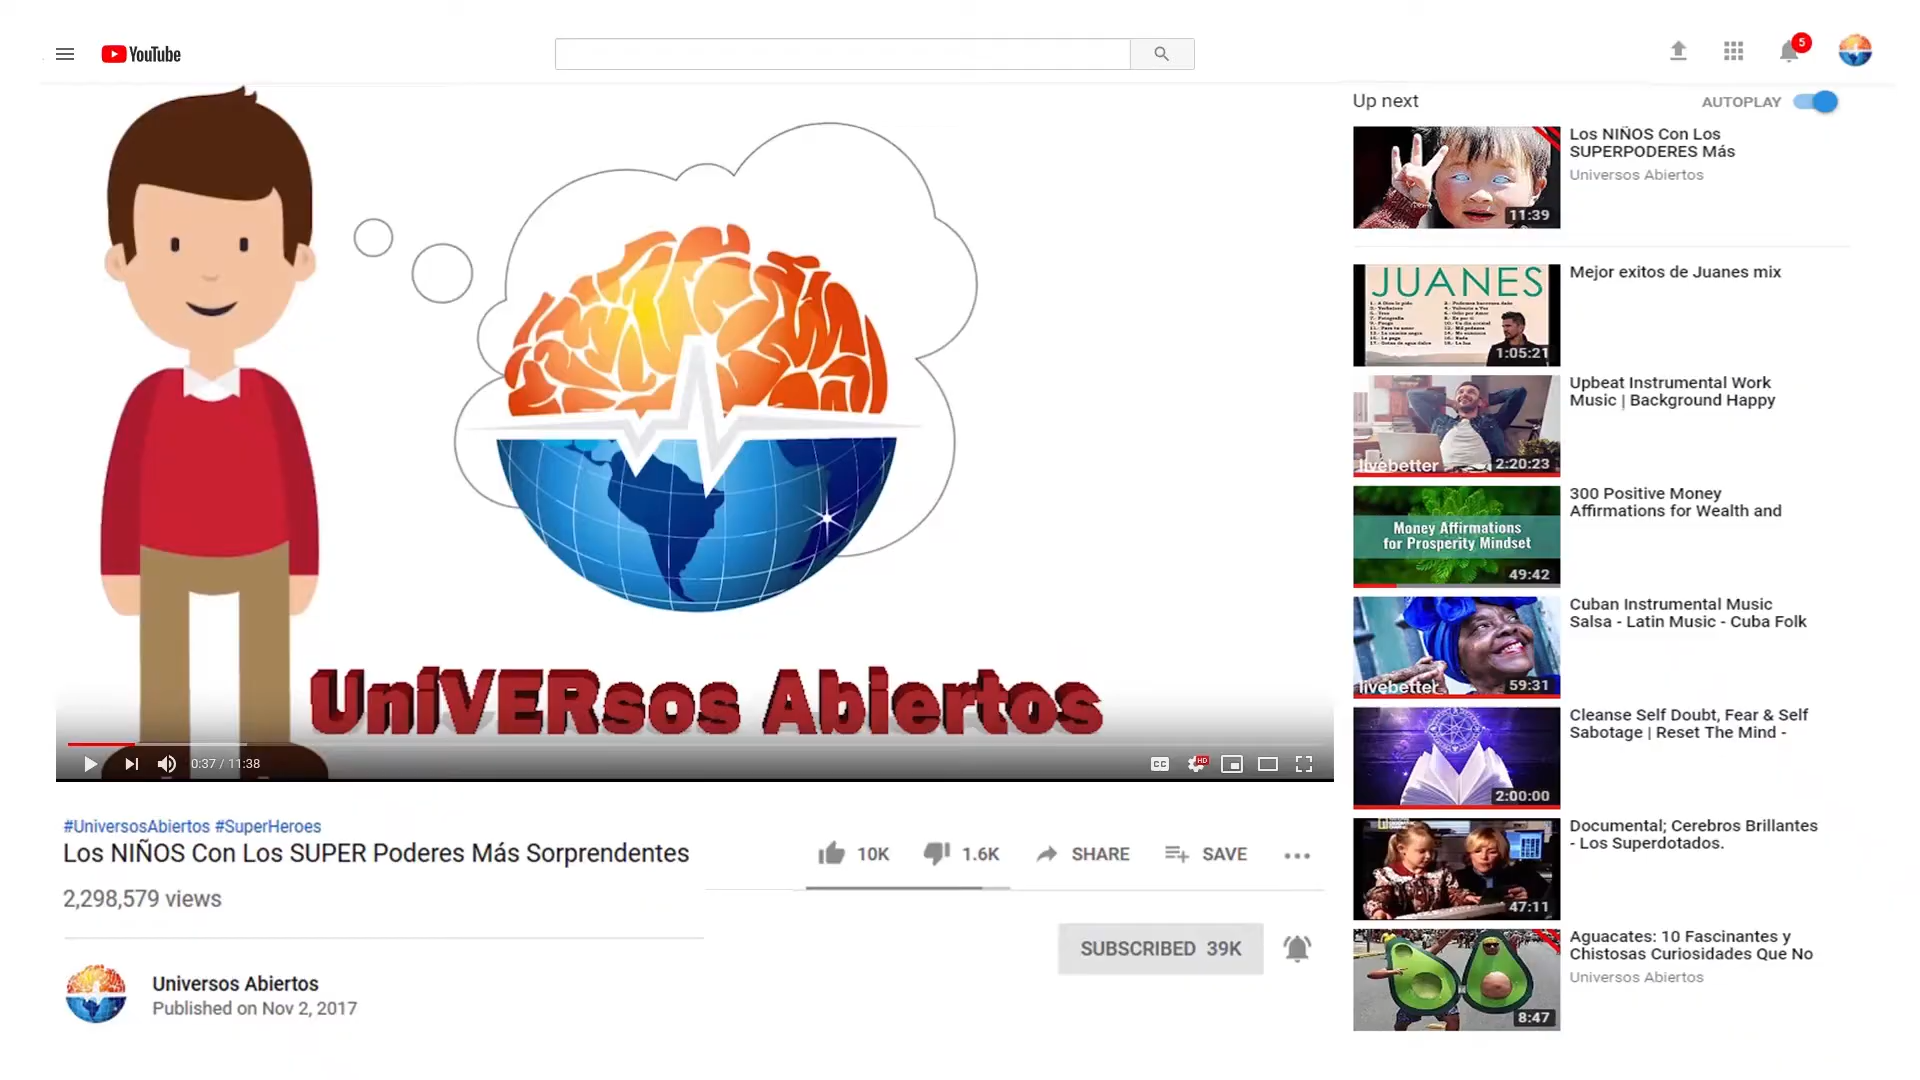 YouTube
5
UniVERsos Abiertos
0:37 / 11:38
CC
HD
#UniversosAbiertos #SuperHeroes
Los NIÑOS Con Los SUPER Poderes Más Sorprendentes
2,298,579 views
10K
1.6K
SHARE
SAVE
SUBSCRIBED 39K
Universos Abiertos
Published on Nov 2, 2017
Up next
AUTOPLAY
11:39
Los NIÑOS Con Los
SUPERPODERES Más
Universos Abiertos
JUANES
1:05:21
Mejor exitos de Juanes mix
livebetter
2:20:23
Upbeat Instrumental Work
Music | Background Happy
Money Affirmations
for Prosperity Mindset
49:42
300 Positive Money
Affirmations for Wealth and
livebetter
59:31
Cuban Instrumental Music
Salsa - Latin Music - Cuba Folk
2:00:00
Cleanse Self Doubt, Fear & Self
Sabotage | Reset The Mind -
47:11
Documental; Cerebros Brillantes
- Los Superdotados.
8:47
Aguacates: 10 Fascinantes y
Chistosas Curiosidades Que No
Universos Abiertos